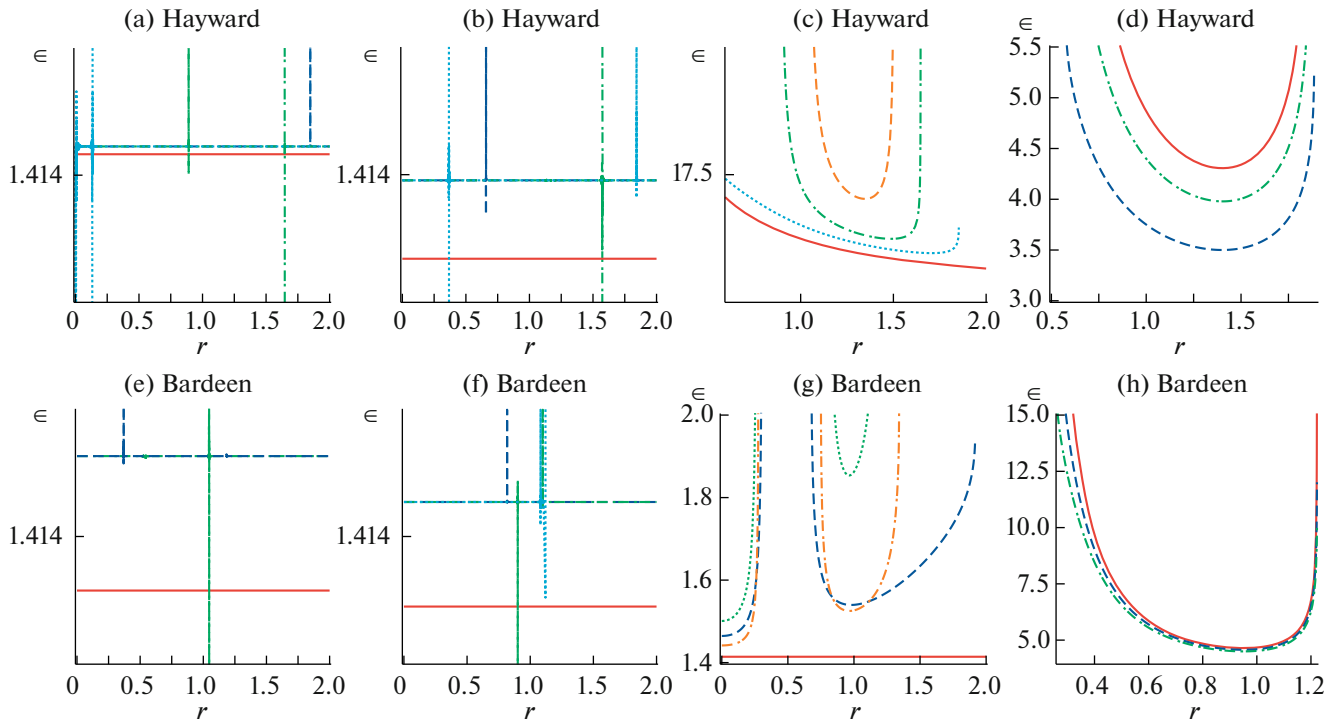 (a) Hayward
(b) Hayward
(c) Hayward
(d) Hayward
∈
∈
∈
∈
1.414
1.414
17.5
5.5
5.0
4.5
4.0
3.5
3.0
0 0.5 1.0 1.5 2.0
0 0.5 1.0 1.5 2.0
1.0 1.5 2.0
0.5 1.0 1.5
r
r
r
r
(e) Bardeen
(f) Bardeen
(g) Bardeen
(h) Bardeen
∈
∈
∈
∈
1.414
1.414
2.0
1.8
1.6
1.4
15.0
12.5
10.0
7.5
5.0
0 0.5 1.0 1.5 2.0
0 0.5 1.0 1.5 2.0
0 0.5 1.0 1.5 2.0
0.4 0.6 0.8 1.0 1.2
r
r
r
r